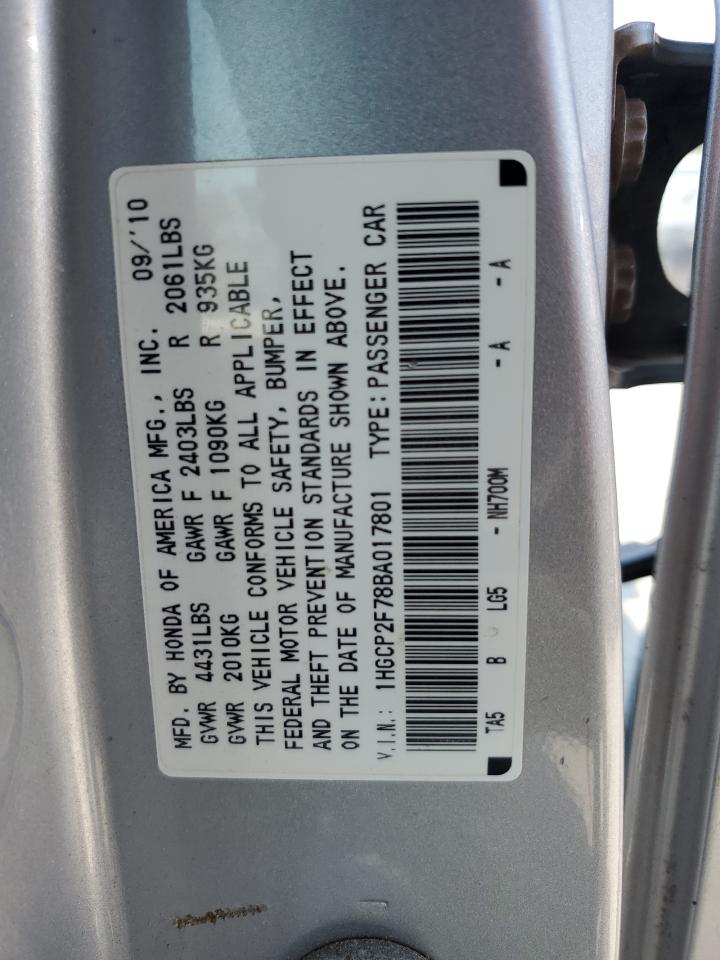 MFD. BY HONDA OF AMERICA MFG., INC. 09/'10
GVWR 4431LBS GAWR F 2403LBS R 2061LBS
GVWR 2010KG GAWR F 1090KG R 935KG
THIS VEHICLE CONFORMS TO ALL APPLICABLE
FEDERAL MOTOR VEHICLE SAFETY, BUMPER,
AND THEFT PREVENTION STANDARDS IN EFFECT
ON THE DATE OF MANUFACTURE SHOWN ABOVE.
V.I.N.: 1HGCP2F78BA017801 TYPE:PASSENGER CAR
TA5 B LG5 -NH700M -A -A